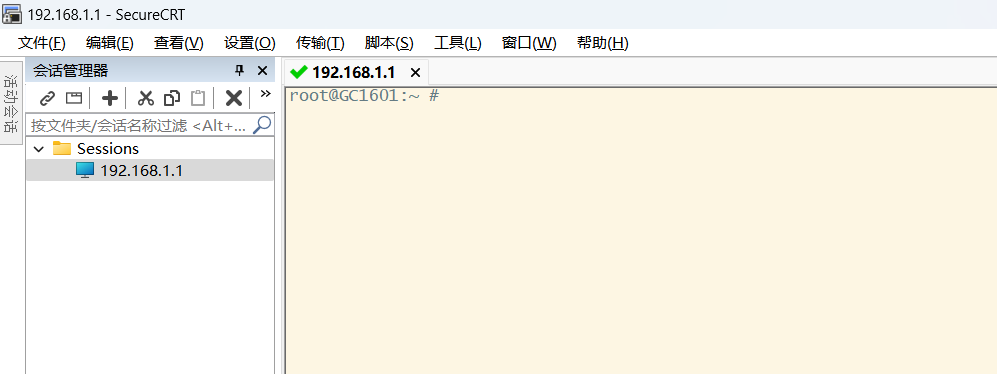 192.168.1.1 - SecureCRT
文件(F) 编辑(E) 查看(V) 设置(O) 传输(T) 脚本(S) 工具(L) 窗口(W) 帮助(H)
活动会话
会话管理器
按文件夹/会话名称过滤 <Alt+...
Sessions
192.168.1.1
192.168.1.1
root@GC1601:~ #